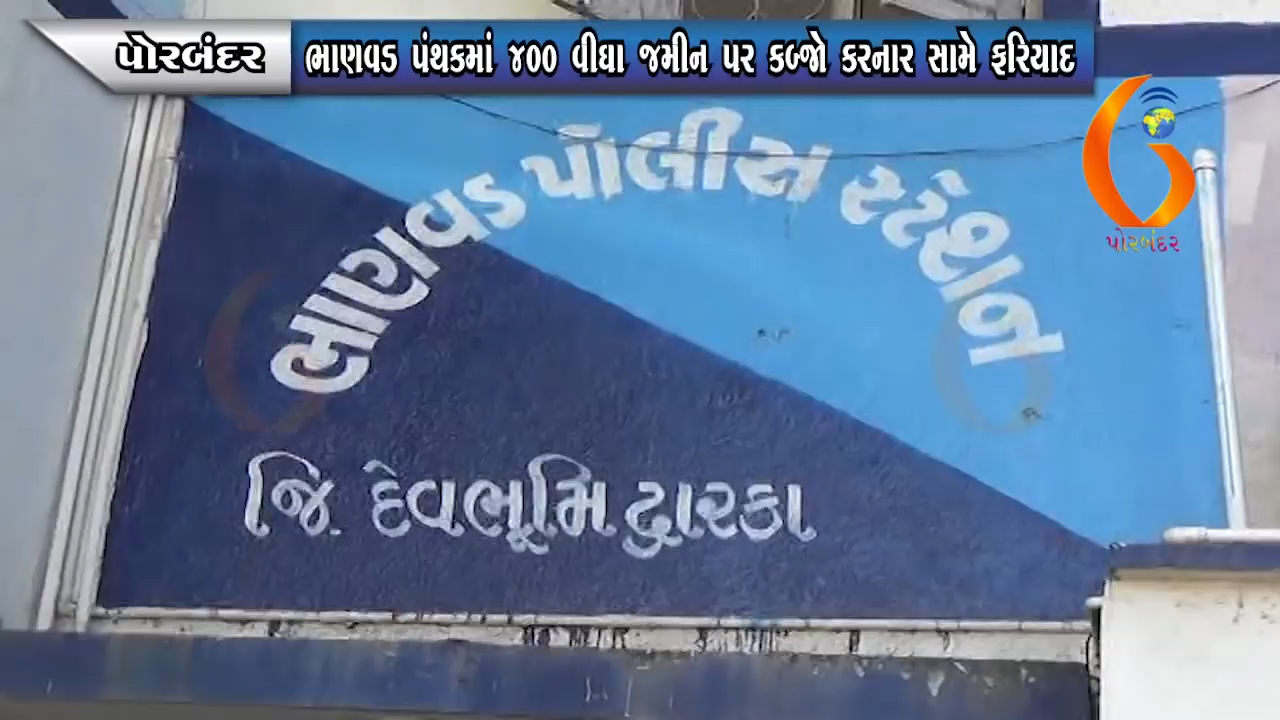 પોરબંદર
ભાણવડ પંથકમાં ૪૦૦ વીઘા જમીન પર કબ્જો કરનાર સામે ફરિયાદ
પોરબંદર
ભાણવડ પોલીસ સ્ટેશન
જિ. દેવભૂમિ દ્વારકા